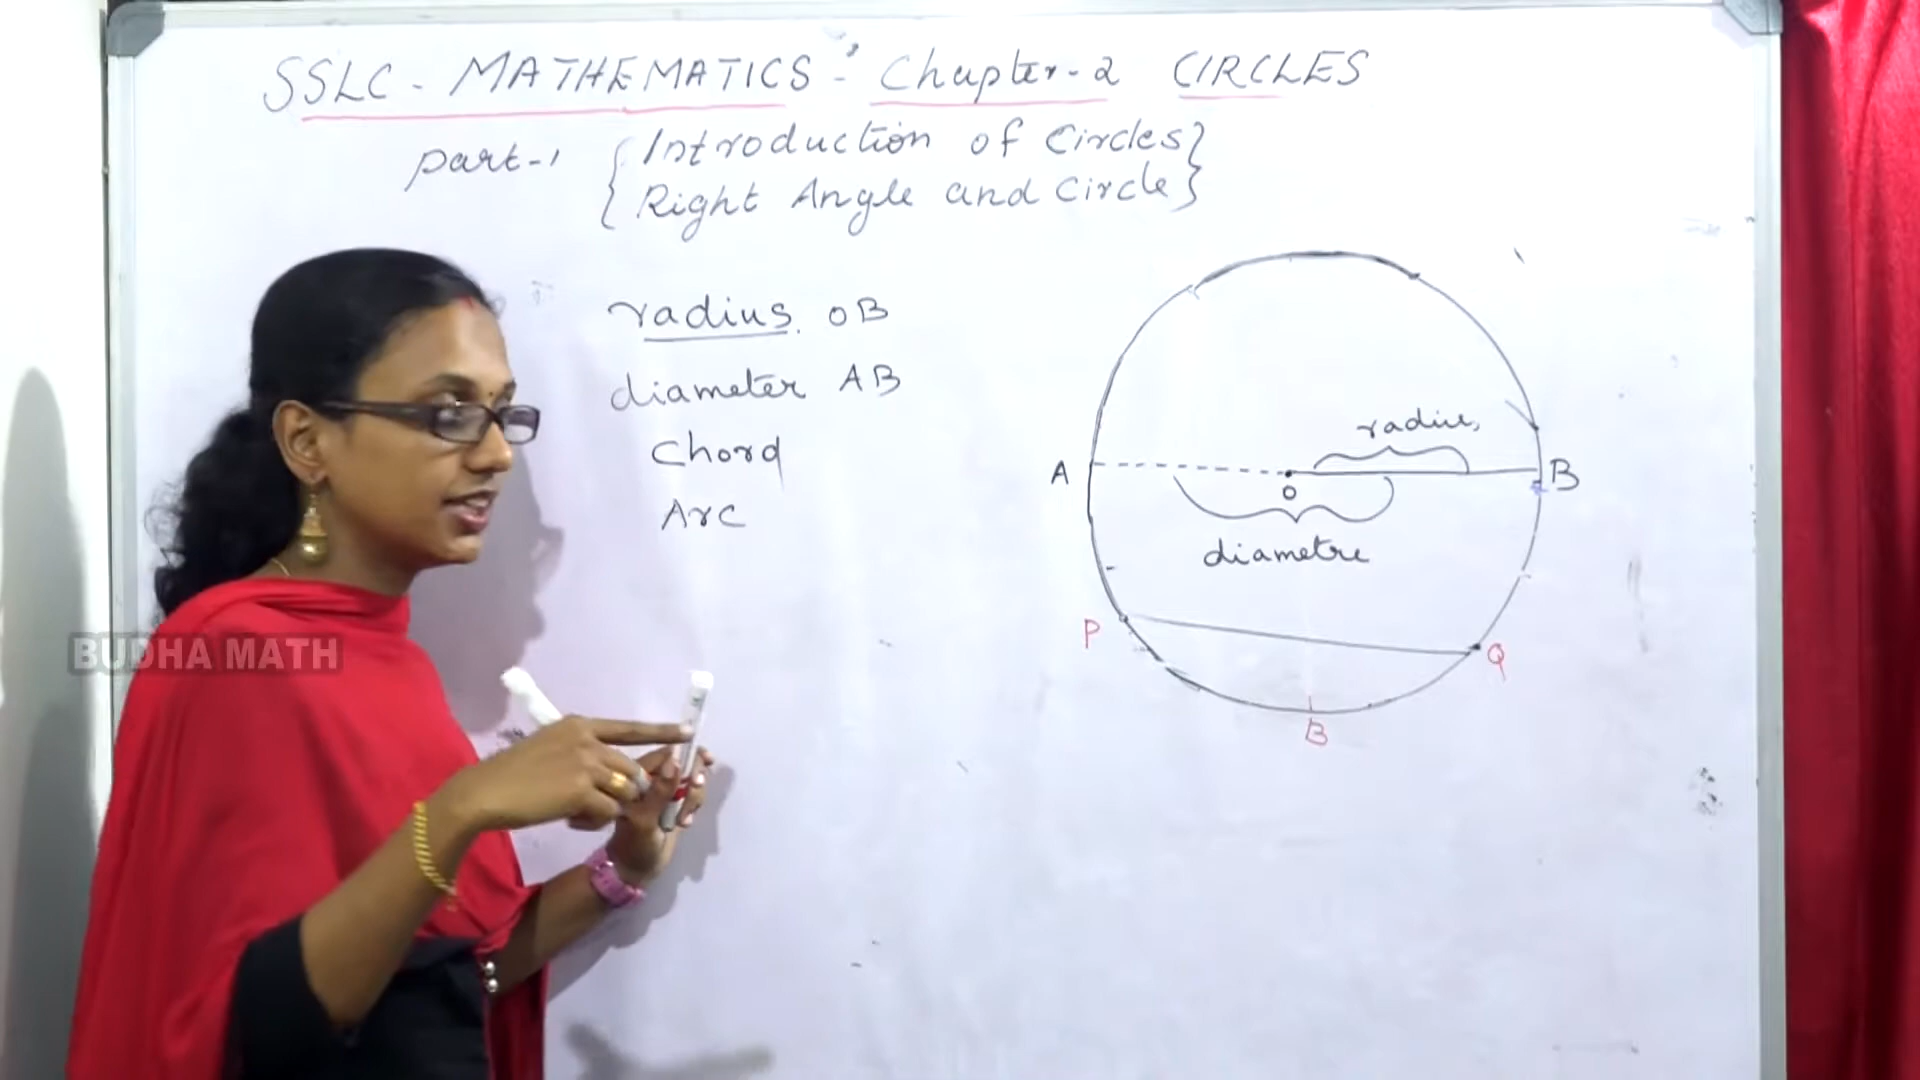 SSLC - MATHEMATICS - Chapter-2 CIRCLES
Part-1 { Introduction of Circles }
{ Right Angle and Circle }
radius. OB
diameter AB
Chord
Arc
radius
A
O
B
diametre
P
Q
B
BUDHA MATH